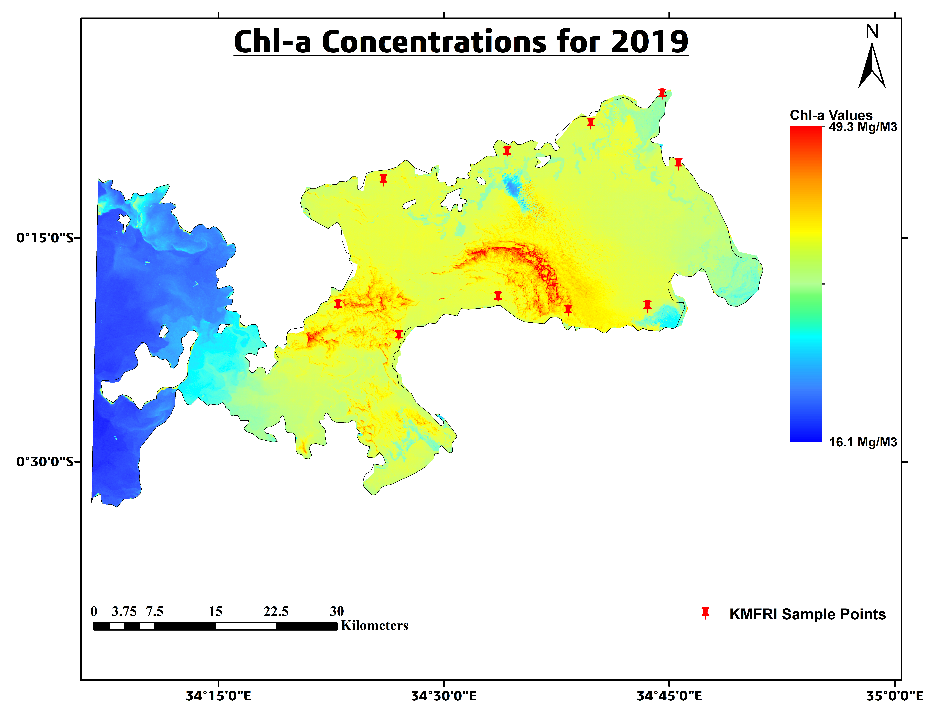 Chl-a Concentrations for 2019
N
Chl-a Values
49.3 Mg/M3
16.1 Mg/M3
0°15'0"S
0°30'0"S
0 3.75 7.5 15 22.5 30
Kilometers
KMFRI Sample Points
34°15'0"E 34°30'0"E 34°45'0"E 35°0'0"E